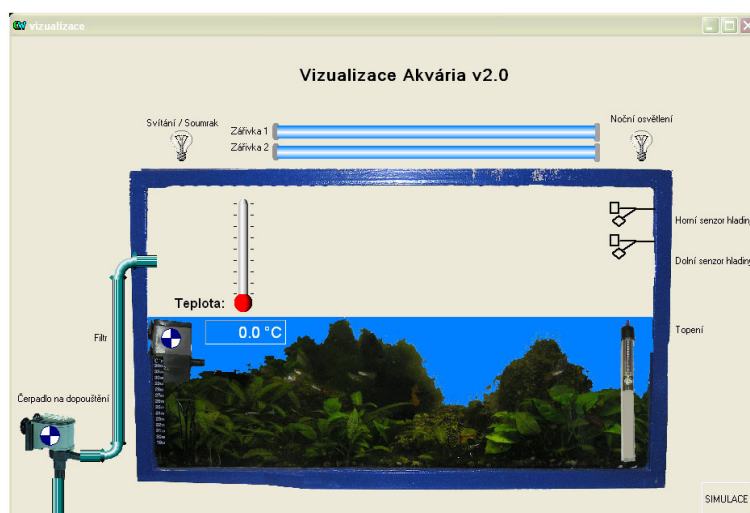 vizualizace
Vizualizace Akvária v2.0
Svítání / Soumrak
Noční osvětlení
Zářivka 1
Zářivka 2
Horní senzor hladiny
Dolní senzor hladiny
Teplota:
0.0 °C
Filtr
Topení
Čerpadlo na dopouštění
SIMULACE